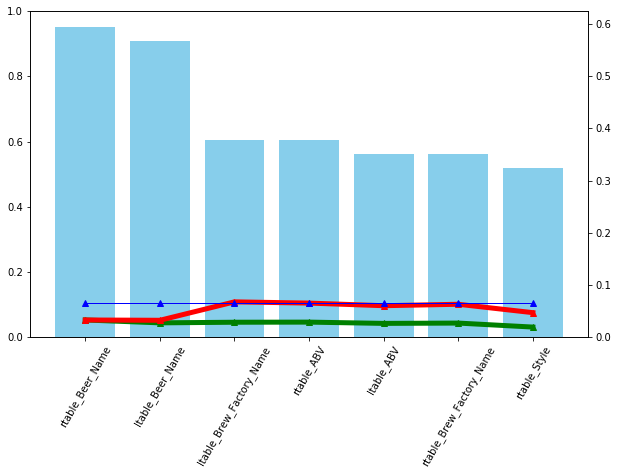 1.0
0.8
0.6
0.4
0.2
0.0
0.6
0.5
0.4
0.3
0.2
0.1
0.0
rtable_Beer_Name
ltable_Beer_Name
ltable_Brew_Factory_Name
rtable_ABV
ltable_ABV
rtable_Brew_Factory_Name
rtable_Style